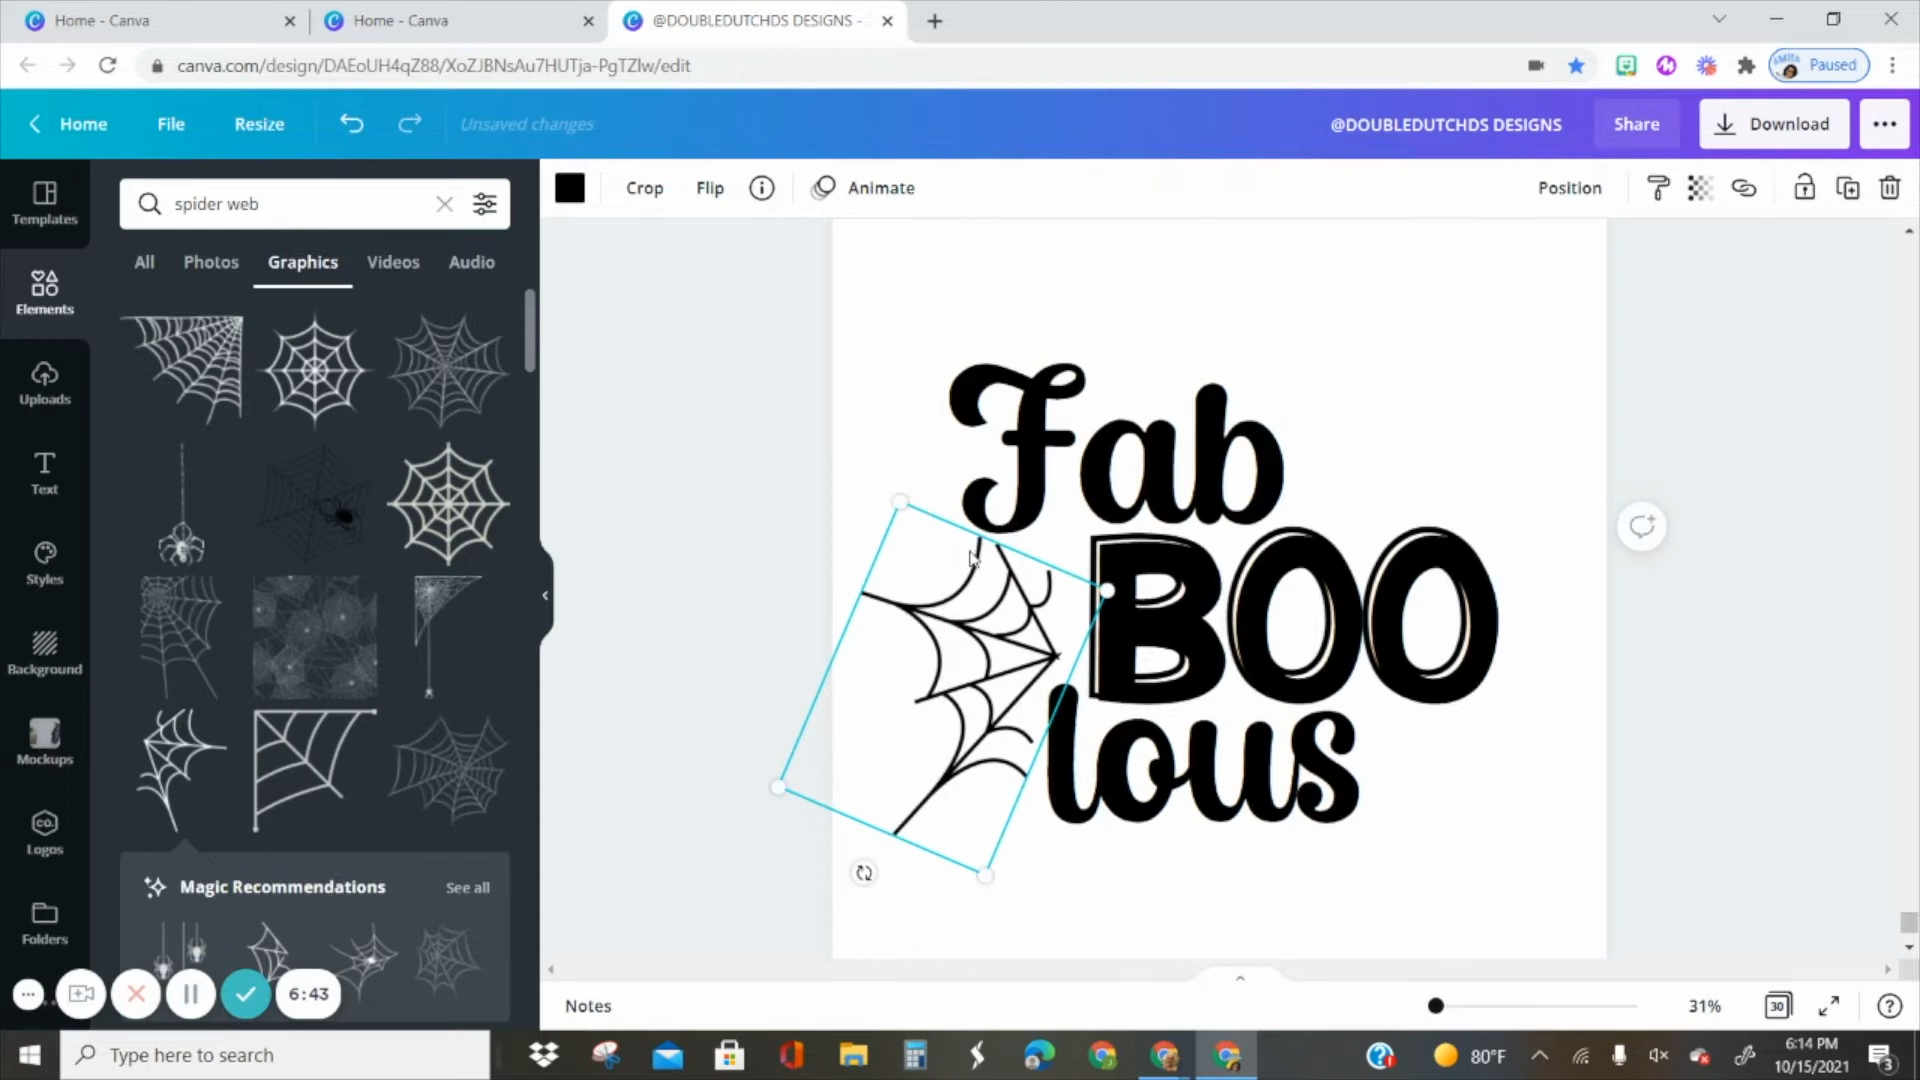 Home - Canva
Home - Canva
@DOUBLEDUTCHDS DESIGNS -
canva.com/design/DAEoUH4qZ88/XoZJBNsAu7HUTja-PgTZlw/edit
Paused
Home
File
Resize
Unsaved changes
@DOUBLEDUTCHDS DESIGNS
Share
Download
Templates
Elements
Uploads
Text
Styles
Background
Mockups
Logos
Folders
CO.
spider web
All
Photos
Graphics
Videos
Audio
Magic Recommendations
See all
Crop
Flip
Animate
Position
Fab
BOO
lous
6:43
Notes
31%
30
Type here to search
80°F
6:14 PM
10/15/2021
3